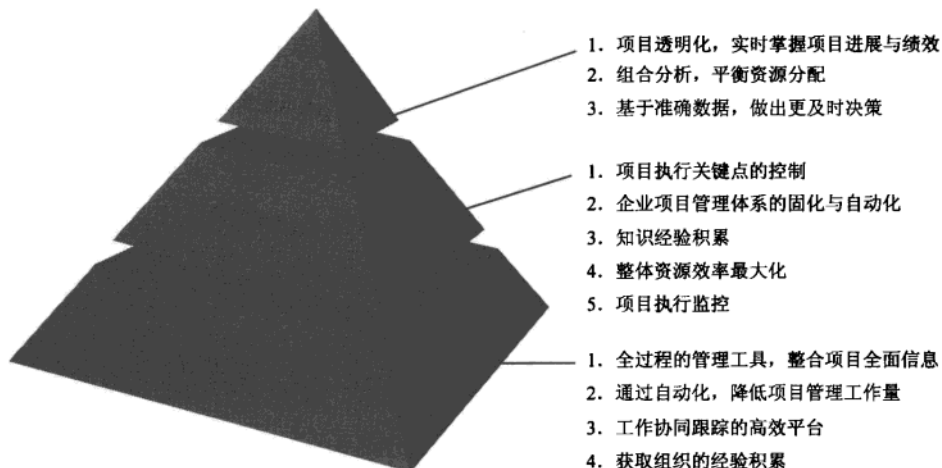 1. 项目透明化，实时掌握项目进展与绩效
2. 组合分析，平衡资源分配
3. 基于准确数据，做出更及时决策
1. 项目执行关键点的控制
2. 企业项目管理体系的固化与自动化
3. 知识经验积累
4. 整体资源效率最大化
5. 项目执行监控
1. 全过程的管理工具，整合项目全面信息
2. 通过自动化，降低项目管理工作量
3. 工作协同跟踪的高效平台
4. 获取组织的经验积累